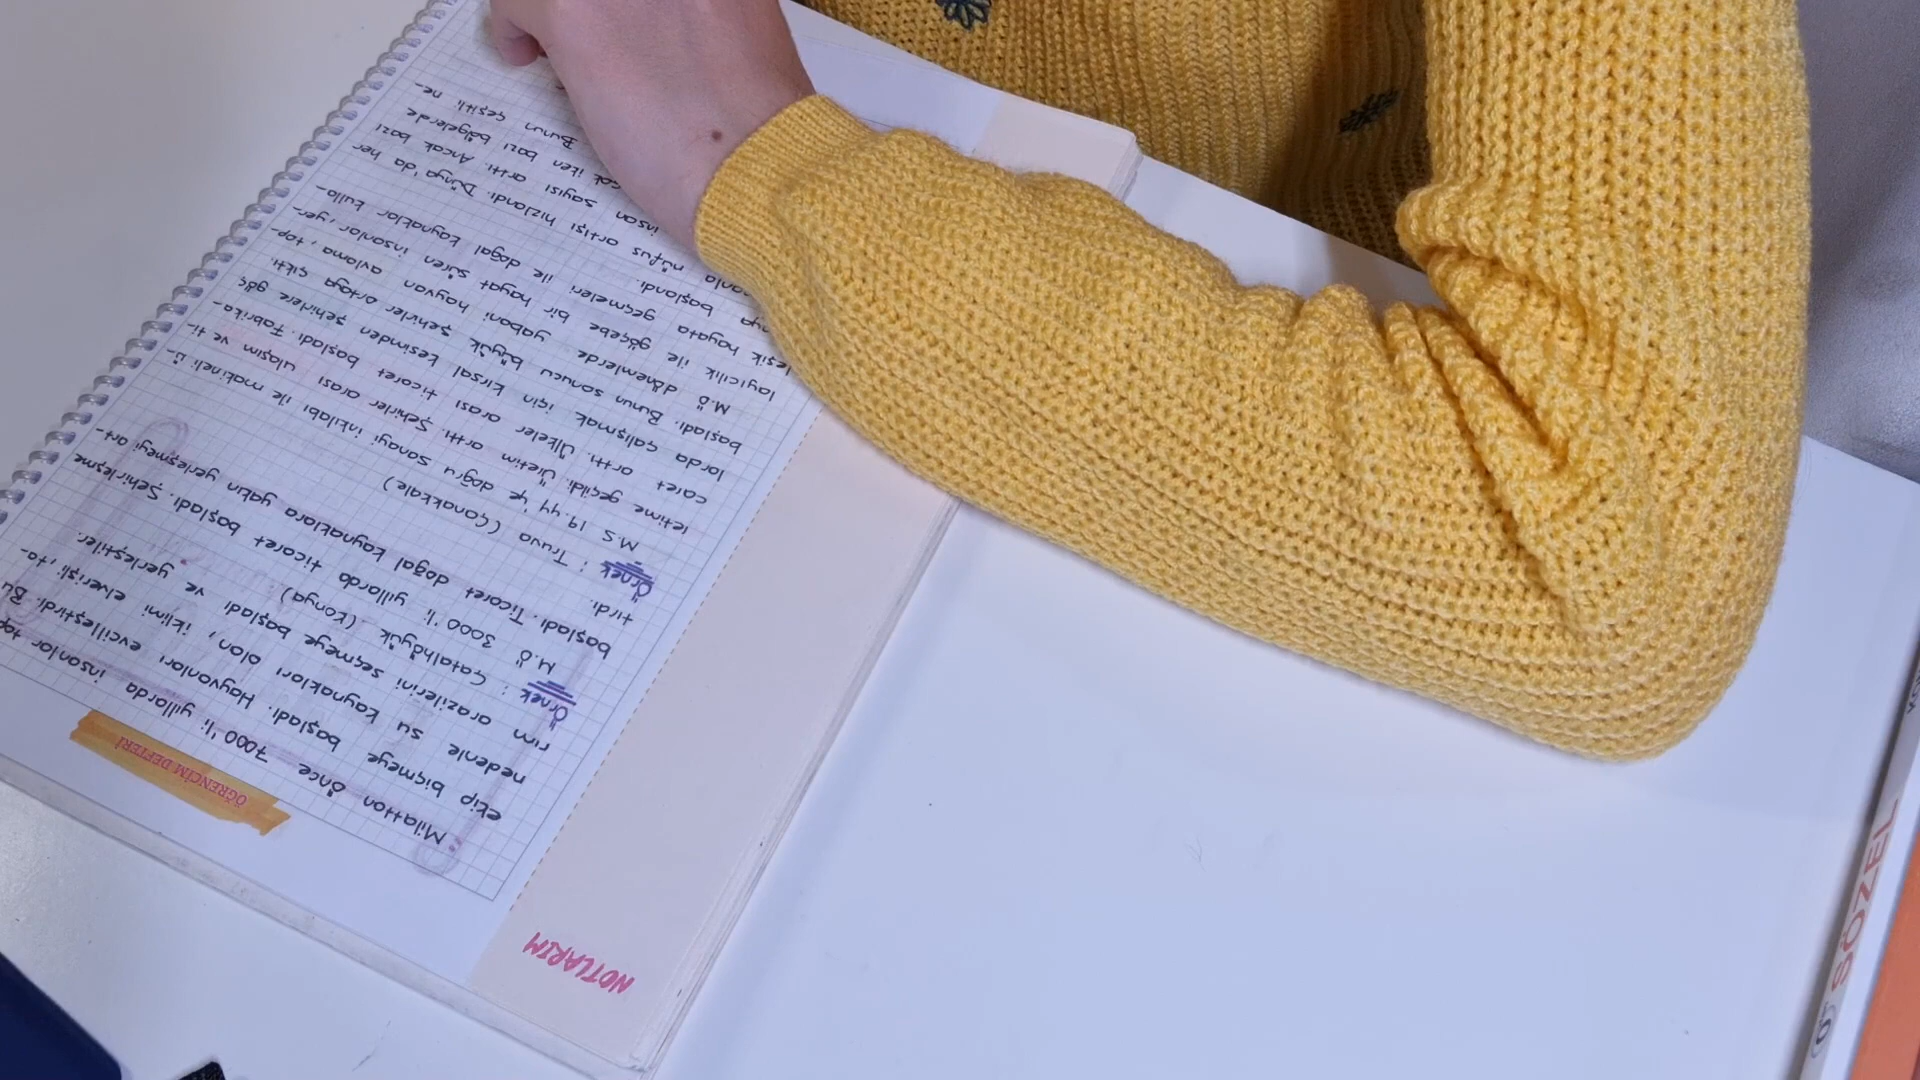 ÖĞRENCİM DEFTERİ
NOTLARIM
Milattan önce 7000'li yıllarda insanlar top
ekip biçmeye başladı. Hayvanları evcilleştirdi. Bu
nedenle su kaynakları olan, iklimi elverişli, ta-
rım arazilerini seçmeye başladı ve yerleştiler.
Örnek : Çatalhöyük (Konya)
M.Ö 3000'li yıllarda ticaret başladı. Şehirleşme
başladı. Ticaret doğal kaynaklara yakın yerleşmeyi art-
tırdı.
Örnek : Truva (Çanakkale)
M.S 19.yy 'ye doğru sanayi inkılabı ile makineli ü-
retime geçildi. Üretim arttı. Şehirler arası ulaşım ve ti-
caret arttı. Ülkeler arası ticaret başladı. Fabrika-
larda çalışmak için kırsal kesimden şehirlere göç
başladı. Bunun sonucu büyük şehirler ortaya çıktı.
M.Ö dönemlerde yabani hayvan avlama, top-
layıcılık ile göçebe bir hayat süren insanlar, yer-
leşik hayata geçmeleri ile doğal kaynaklar kulla
başlandı.
nüfus artışı hızlandı. Dünya'da her
insan sayısı arttı. Ancak bazı
iken bazı bölgelerde
Bunun çeşitli ne-
SÖZEL